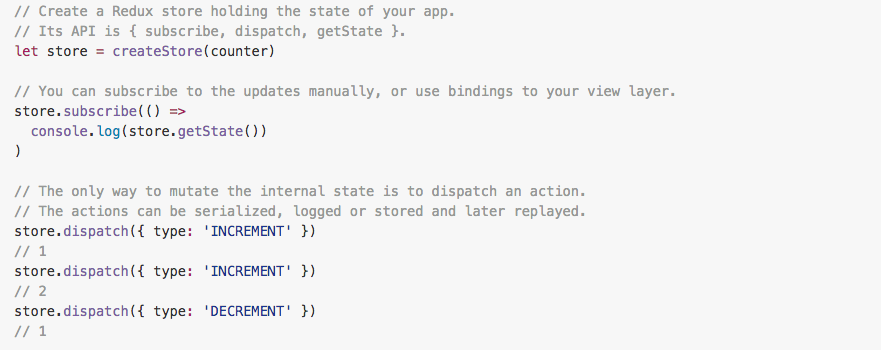 // Create a Redux store holding the state of your app.
// Its API is { subscribe, dispatch, getState }.
let store = createStore(counter)

// You can subscribe to the updates manually, or use bindings to your view layer.
store.subscribe(() =>
  console.log(store.getState())
)

// The only way to mutate the internal state is to dispatch an action.
// The actions can be serialized, logged or stored and later replayed.
store.dispatch({ type: 'INCREMENT' })
// 1
store.dispatch({ type: 'INCREMENT' })
// 2
store.dispatch({ type: 'DECREMENT' })
// 1